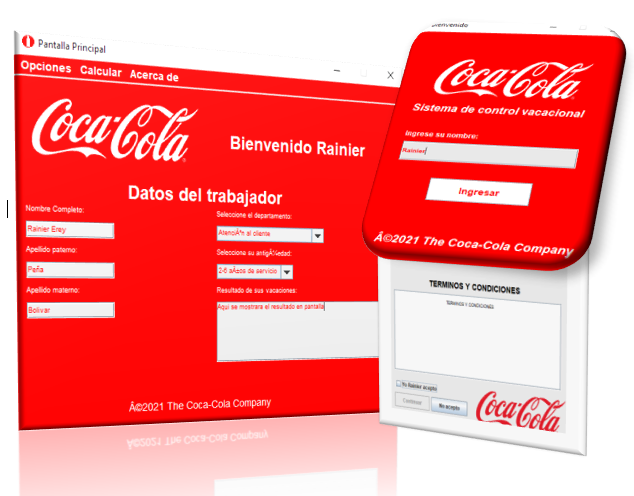 Pantalla Principal
Opciones Calcular Acerca de
Coca-Cola
Bienvenido Rainier
Datos del trabajador
Nombre Completo:
Rainier Erey
Apellido paterno:
Peña
Apellido materno:
Bolivar
Seleccione el departamento:
AtenciÃ³n al cliente
Seleccione su antigÃ¼edad:
2-6 aÃ±os de servicio
Resultado de sus vacaciones:
Aqui se mostrara el resultado en pantalla
Â©2021 The Coca-Cola Company
Bienvenido
Coca-Cola
Sistema de control vacacional
Ingrese su nombre:
Rainier
Ingresar
Â©2021 The Coca-Cola Company
TERMINOS Y CONDICIONES
TERMINOS Y CONDICIONES
Yo Rainier acepto
Continuar
No acepto
Coca-Cola